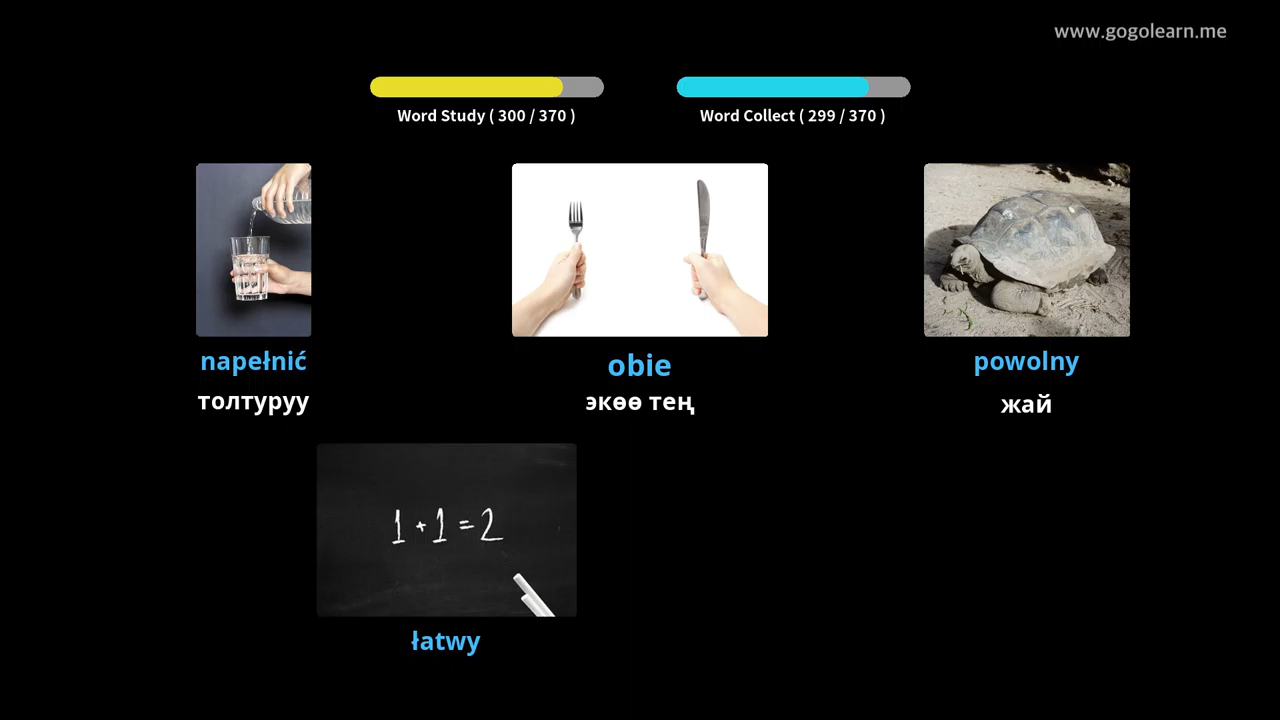 www.gogolearn.me
Word Study ( 300 / 370 )
Word Collect ( 299 / 370 )
napełnić
толтуруу
obie
экөө тең
powolny
жай
1 + 1 = 2
łatwy